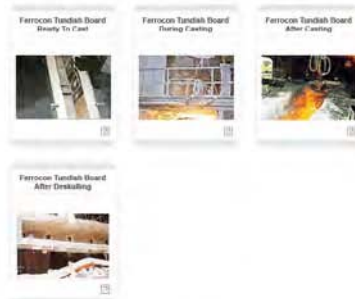 Ferrocon Tundish Board
Ready To Cast
Ferrocon Tundish Board
During Casting
Ferrocon Tundish Board
After Casting
Ferrocon Tundish Board
After Deskulling